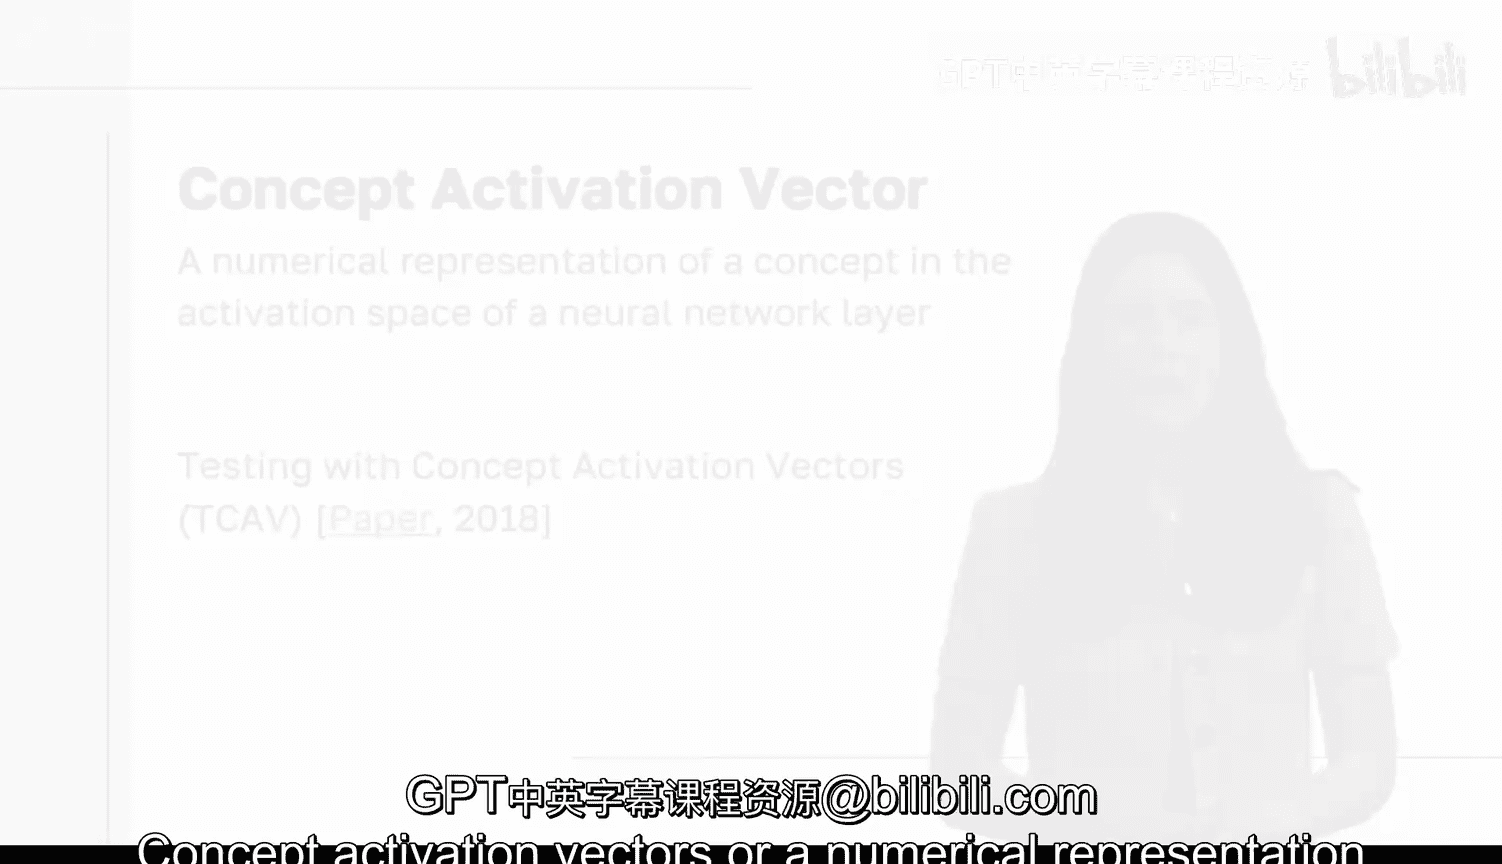 GPT中英字幕课程资源 bilibili
Concept Activation Vector
A numerical representation of a concept in the
activation space of a neural network layer
Testing with Concept Activation Vectors
(TCAV) [Paper, 2018]
GPT中英字幕课程资源@bilibili.com
Concept activation vectors or a numerical representation